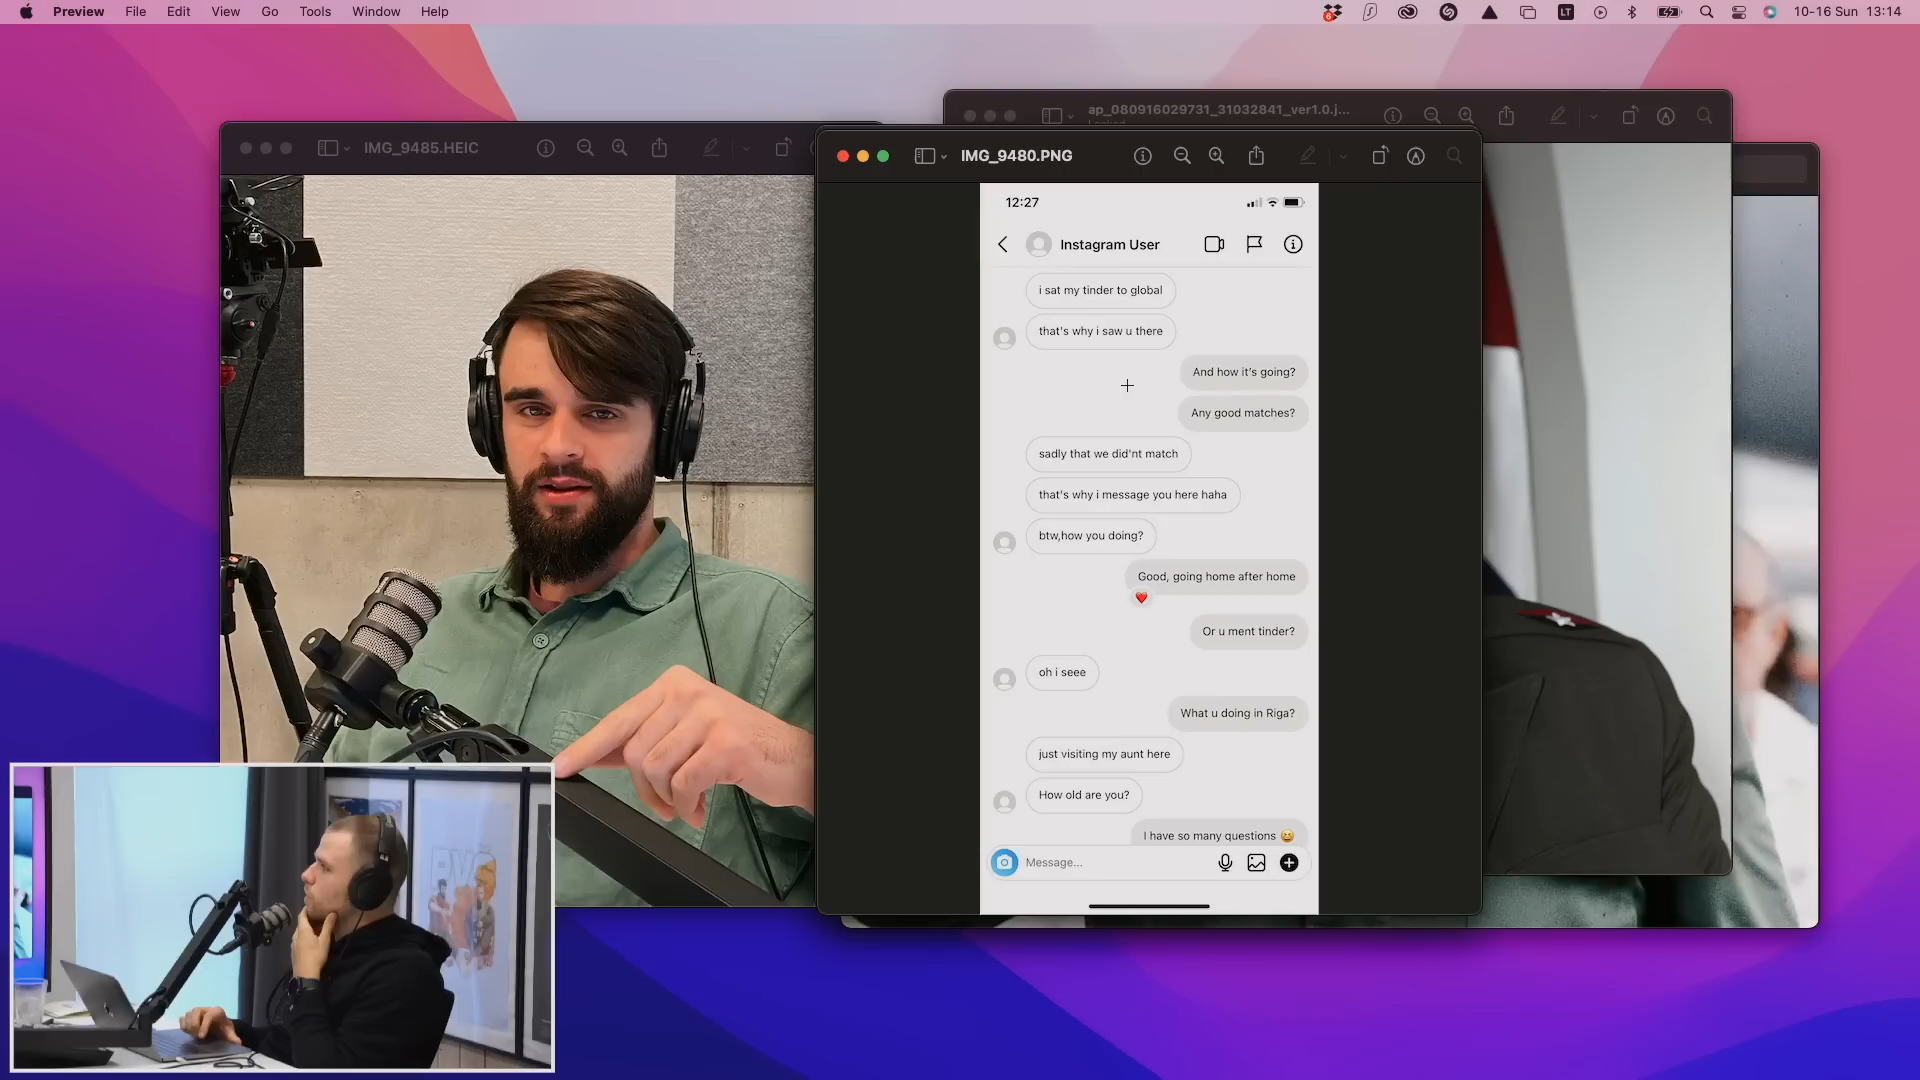 Preview File Edit View Go Tools Window Help
6
LT
10-16 Sun 13:14
ap_080916029731_31032841_ver1.0.j...
IMG_9485.HEIC
IMG_9480.PNG
12:27
Instagram User
i sat my tinder to global
that's why i saw u there
And how it's going?
Any good matches?
sadly that we did'nt match
that's why i message you here haha
btw,how you doing?
Good, going home after home
Or u ment tinder?
oh i seee
What u doing in Riga?
just visiting my aunt here
How old are you?
I have so many questions 😆
Message...